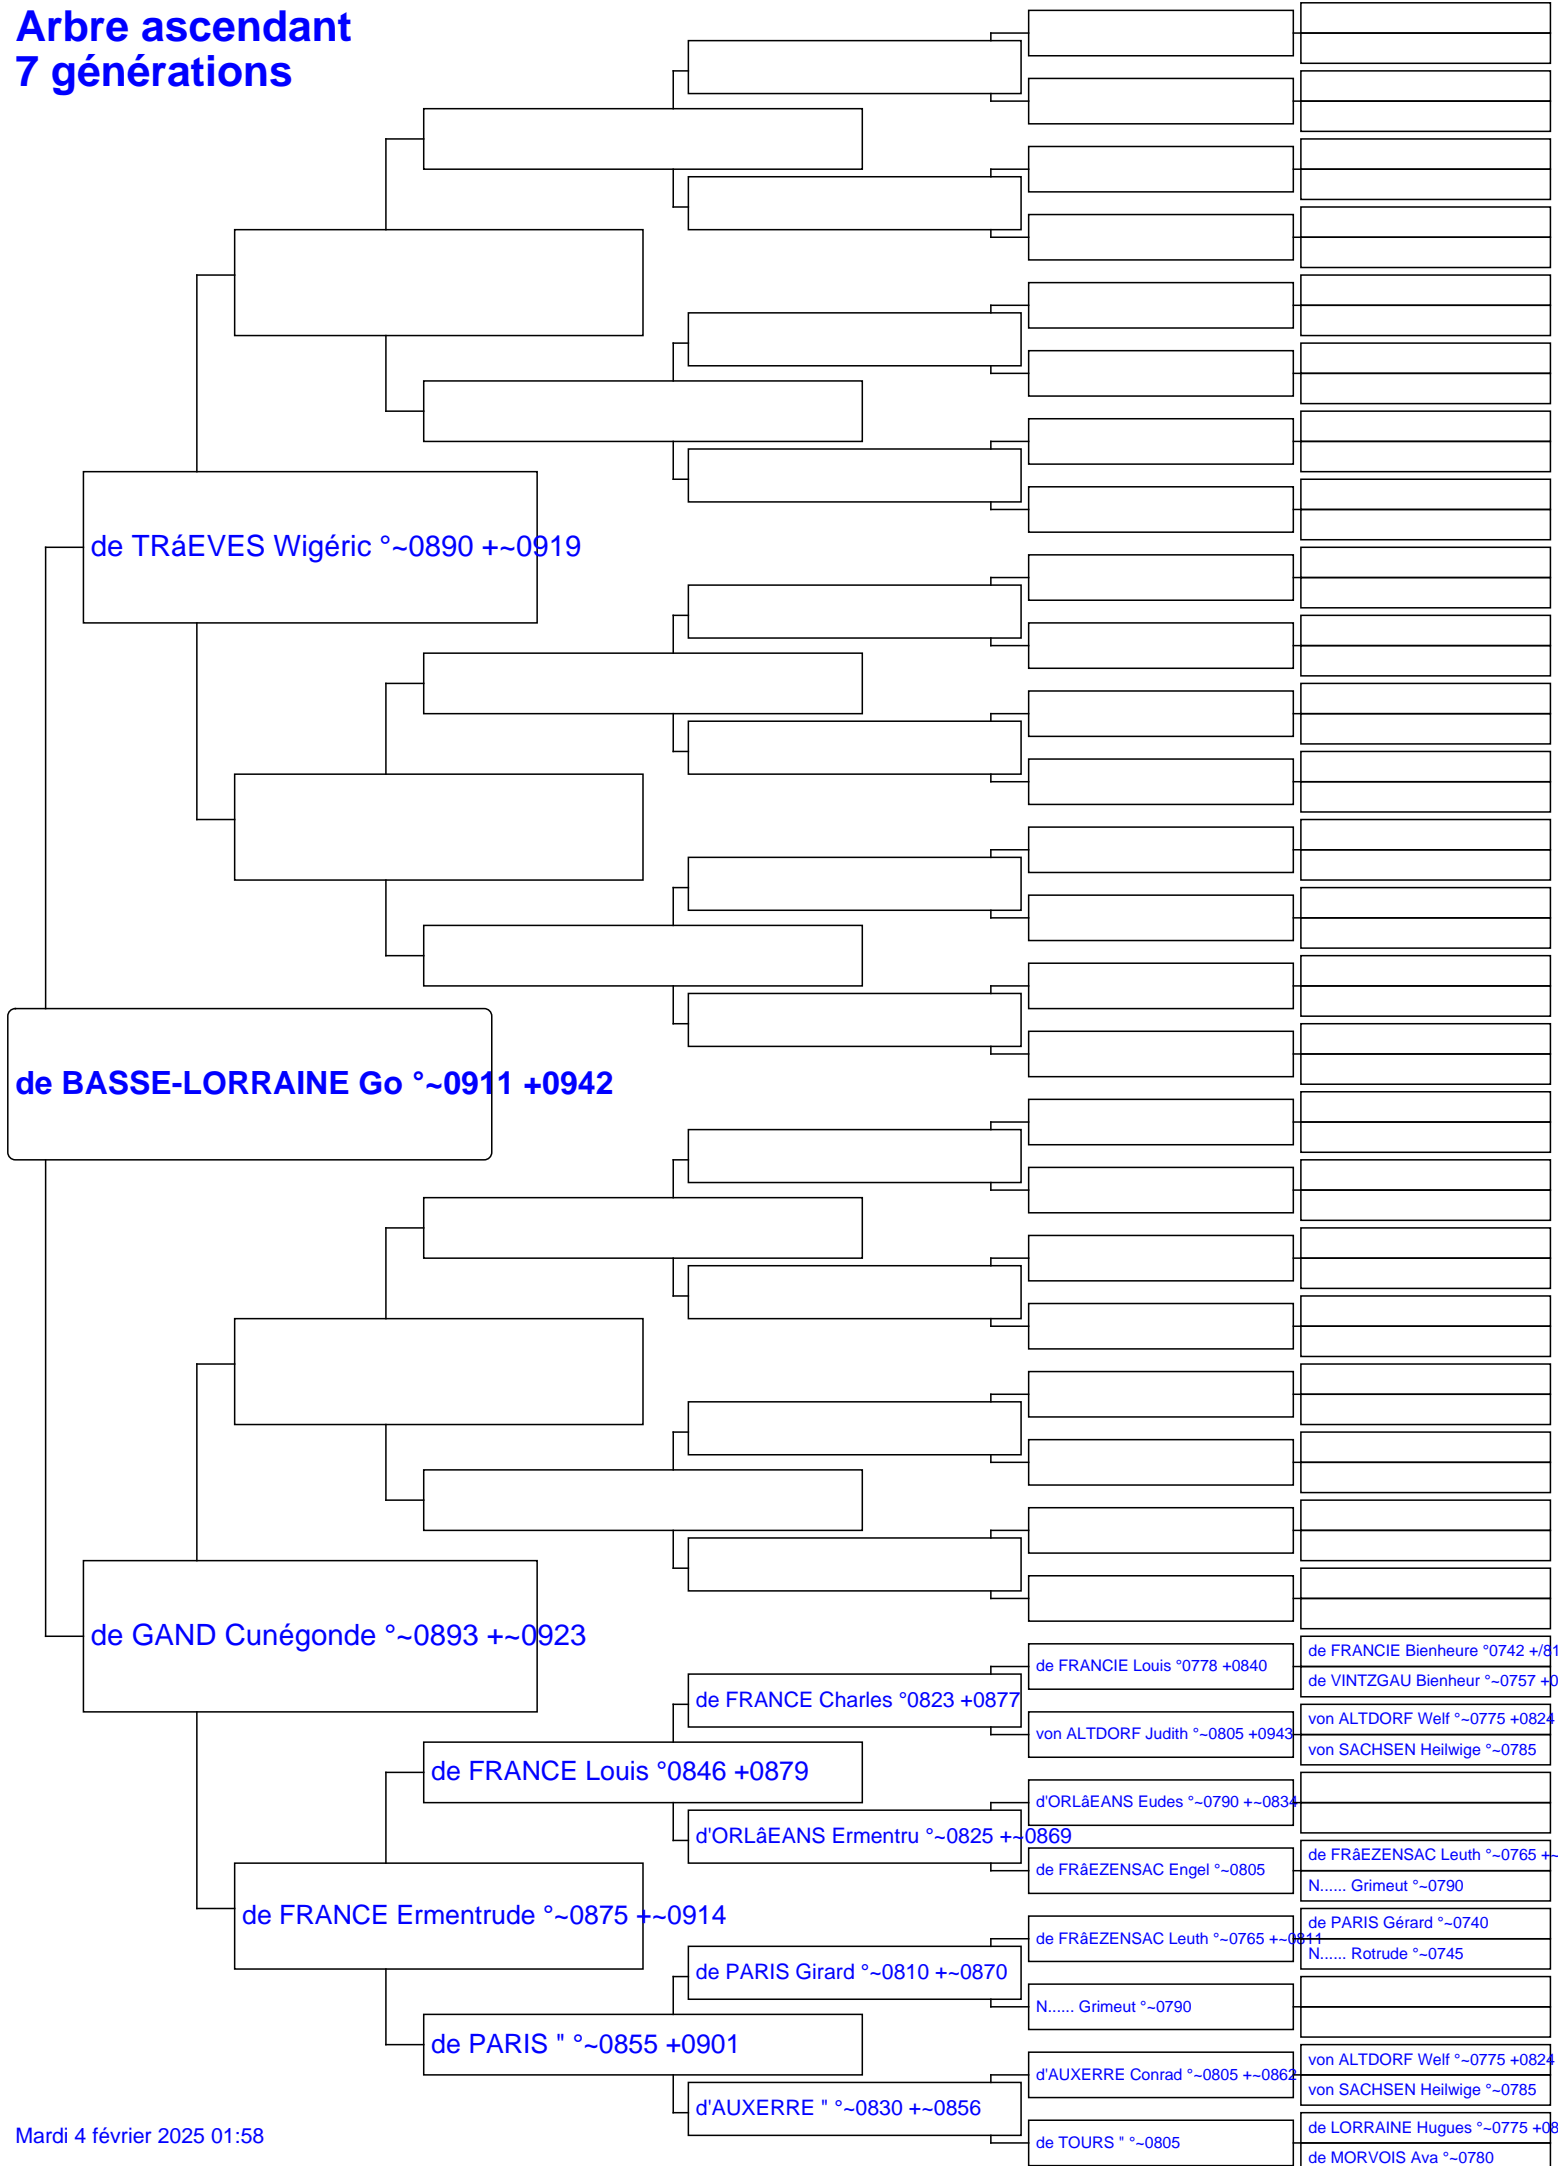 Arbre ascendant
7 générations
de TRáEVES Wigéric °~0890 +~0919
de BASSE-LORRAINE Go °~0911 +0942
de GAND Cunégonde °~0893 +~0923
de FRANCE Ermentrude °~0875 +~0914
de FRANCE Louis °0846 +0879
de PARIS " °~0855 +0901
de FRANCE Charles °0823 +0877
d'ORLâEANS Ermentru °~0825 +~0869
de PARIS Girard °~0810 +~0870
d'AUXERRE " °~0830 +~0856
de FRANCIE Louis °0778 +0840
von ALTDORF Judith °~0805 +0943
d'ORLâEANS Eudes °~0790 +~0834
de FRâEZENSAC Engel °~0805
de FRâEZENSAC Leuth °~0765 +~0811
N...... Grimeut °~0790
d'AUXERRE Conrad °~0805 +~0862
de TOURS " °~0805
de FRANCIE Bienheure °0742 +/81
de VINTZGAU Bienheur °~0757 +0
von ALTDORF Welf °~0775 +0824
von SACHSEN Heilwige °~0785
de FRâEZENSAC Leuth °~0765 +~
N...... Grimeut °~0790
de PARIS Gérard °~0740
N...... Rotrude °~0745
von ALTDORF Welf °~0775 +0824
von SACHSEN Heilwige °~0785
de LORRAINE Hugues °~0775 +08
de MORVOIS Ava °~0780
Mardi 4 février 2025 01:58